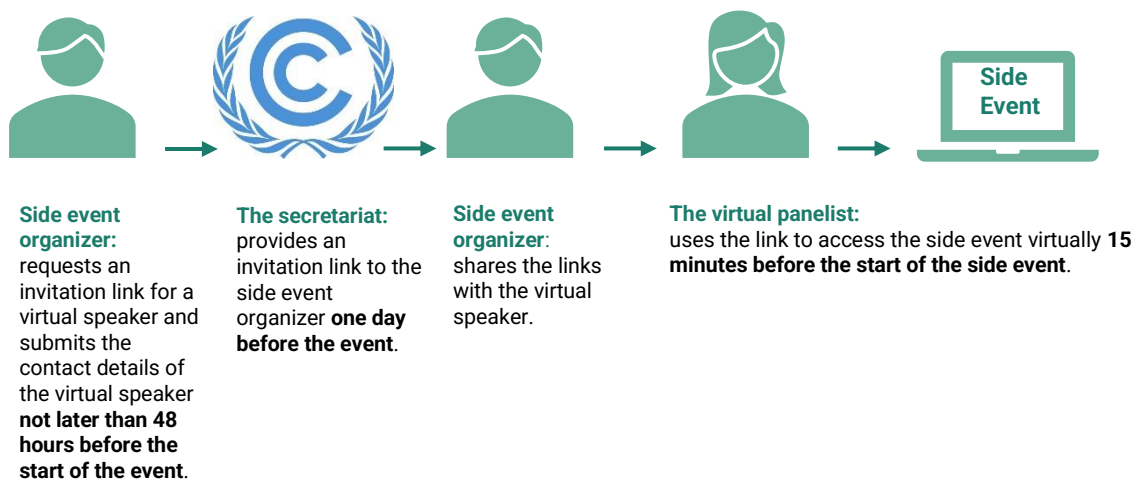 Side
Event
Side event
organizer:
requests an
invitation link for a
virtual speaker and
submits the
contact details of
the virtual speaker
not later than 48
hours before the
start of the event.
The secretariat:
provides an
invitation link to the
side event
organizer one day
before the event.
Side event
organizer:
shares the links
with the virtual
speaker.
The virtual panelist:
uses the link to access the side event virtually 15
minutes before the start of the side event.